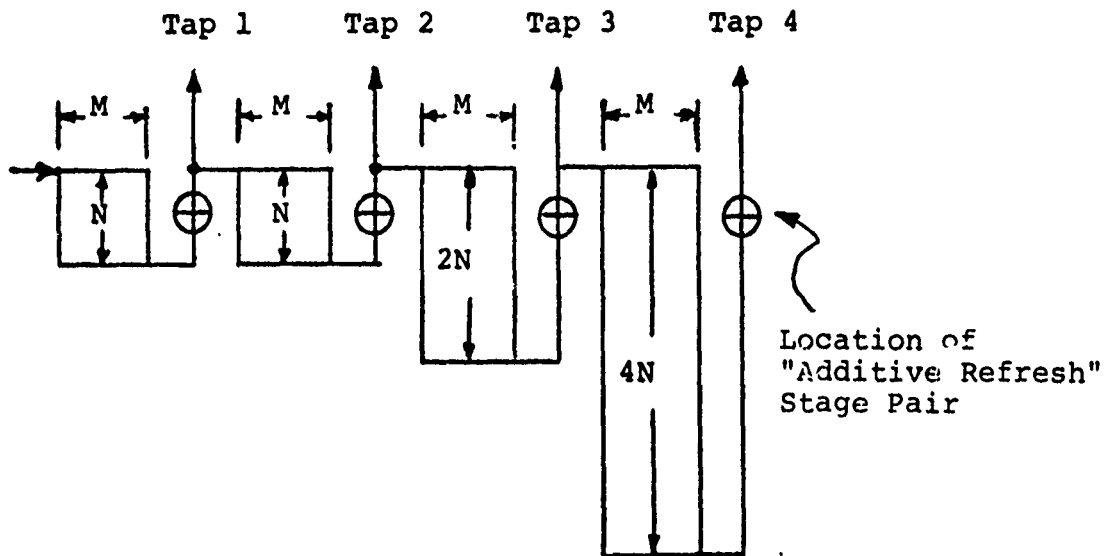 Tap 1 Tap 2 Tap 3 Tap 4
M M M M
N N
2N
4N
Location of
"Additive Refresh"
Stage Pair